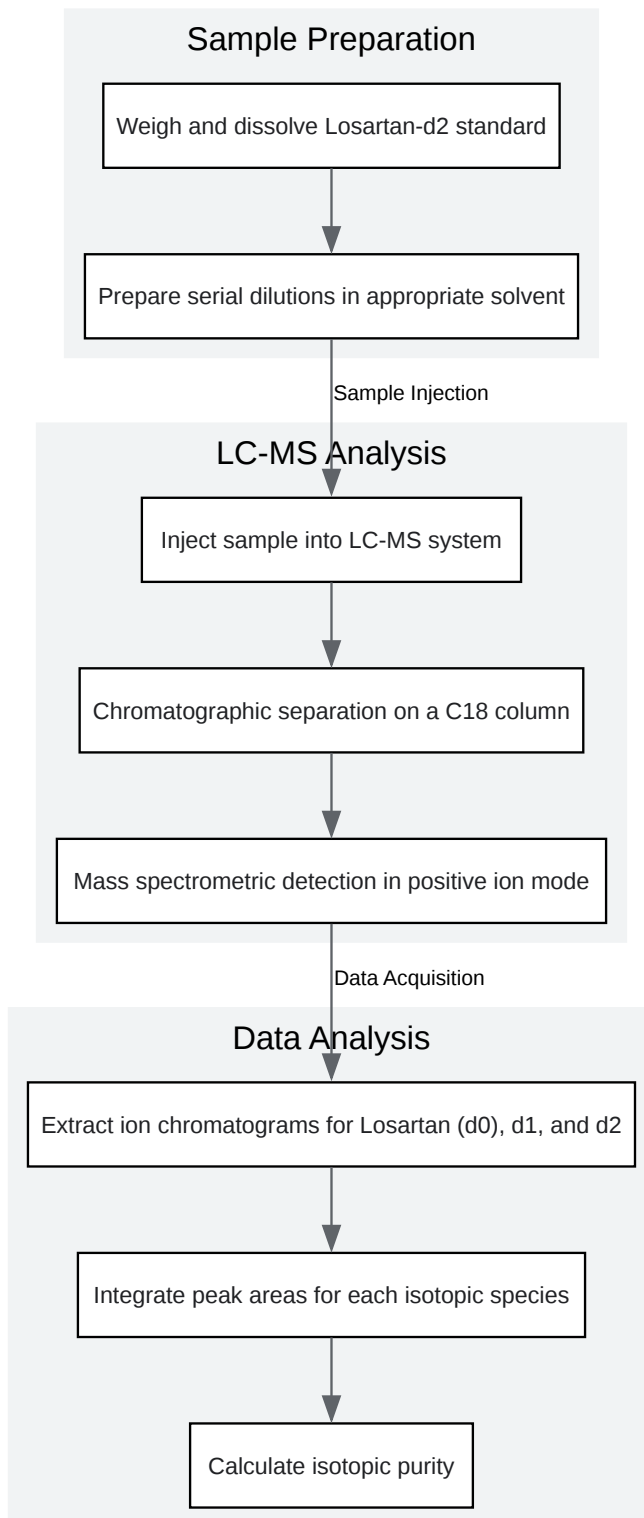 Sample Preparation
Weigh and dissolve Losartan-d2 standard
Prepare serial dilutions in appropriate solvent
Sample Injection
LC-MS Analysis
Inject sample into LC-MS system
Chromatographic separation on a C18 column
Mass spectrometric detection in positive ion mode
Data Acquisition
Data Analysis
Extract ion chromatograms for Losartan (d0), d1, and d2
Integrate peak areas for each isotopic species
Calculate isotopic purity